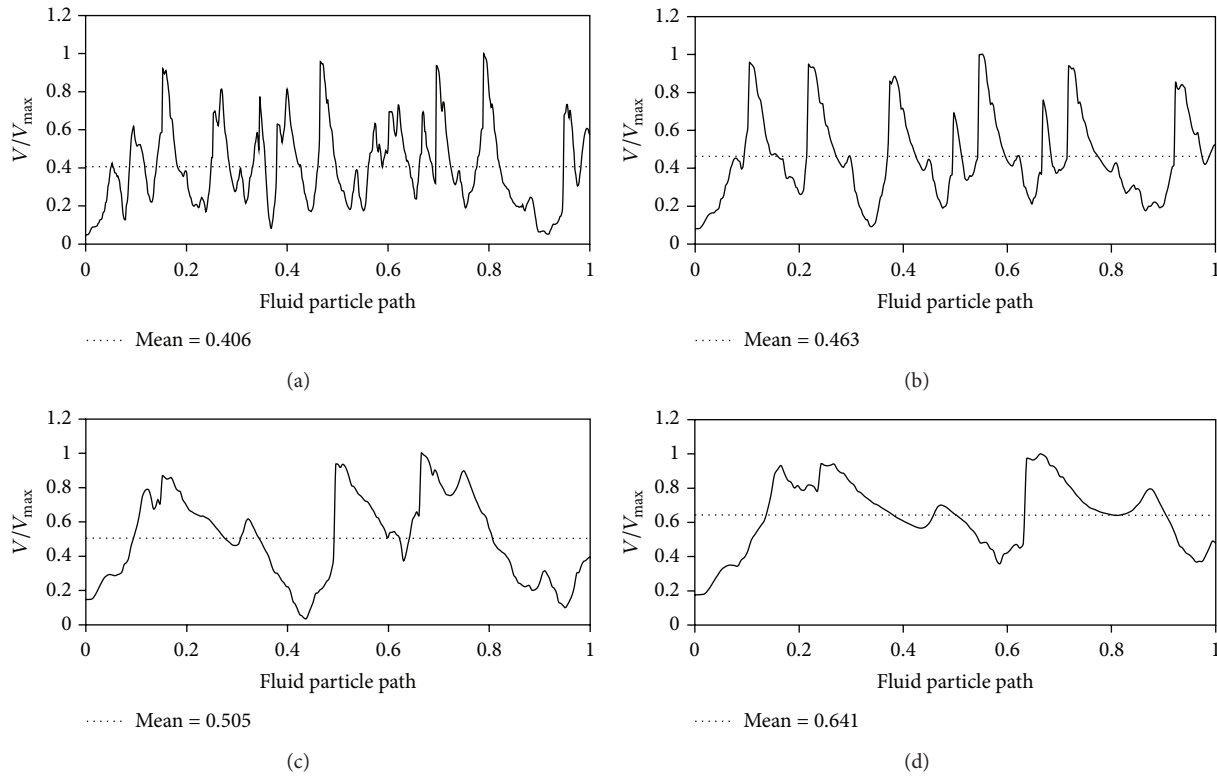 1.2
1
0.8
0.6
0.4
0.2
0
V/Vmax
0 0.2 0.4 0.6 0.8 1
Fluid particle path
Mean = 0.406
(a)
1.2
1
0.8
0.6
0.4
0.2
0
V/Vmax
0 0.2 0.4 0.6 0.8 1
Fluid particle path
Mean = 0.463
(b)
1.2
1
0.8
0.6
0.4
0.2
0
V/Vmax
0 0.2 0.4 0.6 0.8 1
Fluid particle path
Mean = 0.505
(c)
1.2
1
0.8
0.6
0.4
0.2
0
V/Vmax
0 0.2 0.4 0.6 0.8 1
Fluid particle path
Mean = 0.641
(d)